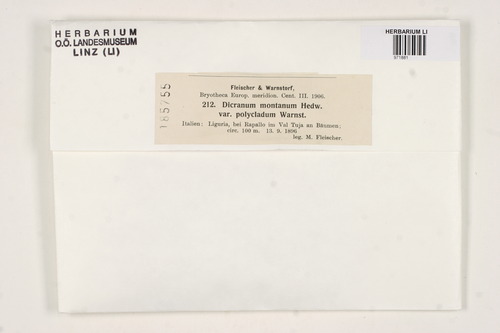 HERBARIUM
O.Ö. LANDESMUSEUM
LINZ (LI)
HERBARIUM LI
Fleischer & Warnstorf,
Bryotheca Europ. meridion. Cent. III. 1906.
212. Dicranum montanum Hedw.
var. polycladum Warnst.
Italien: Liguria, bei Rapallo im Val Tuja an Bäumen;
circ. 100 m. 13. 9. 1896
leg. M. Fleischer.